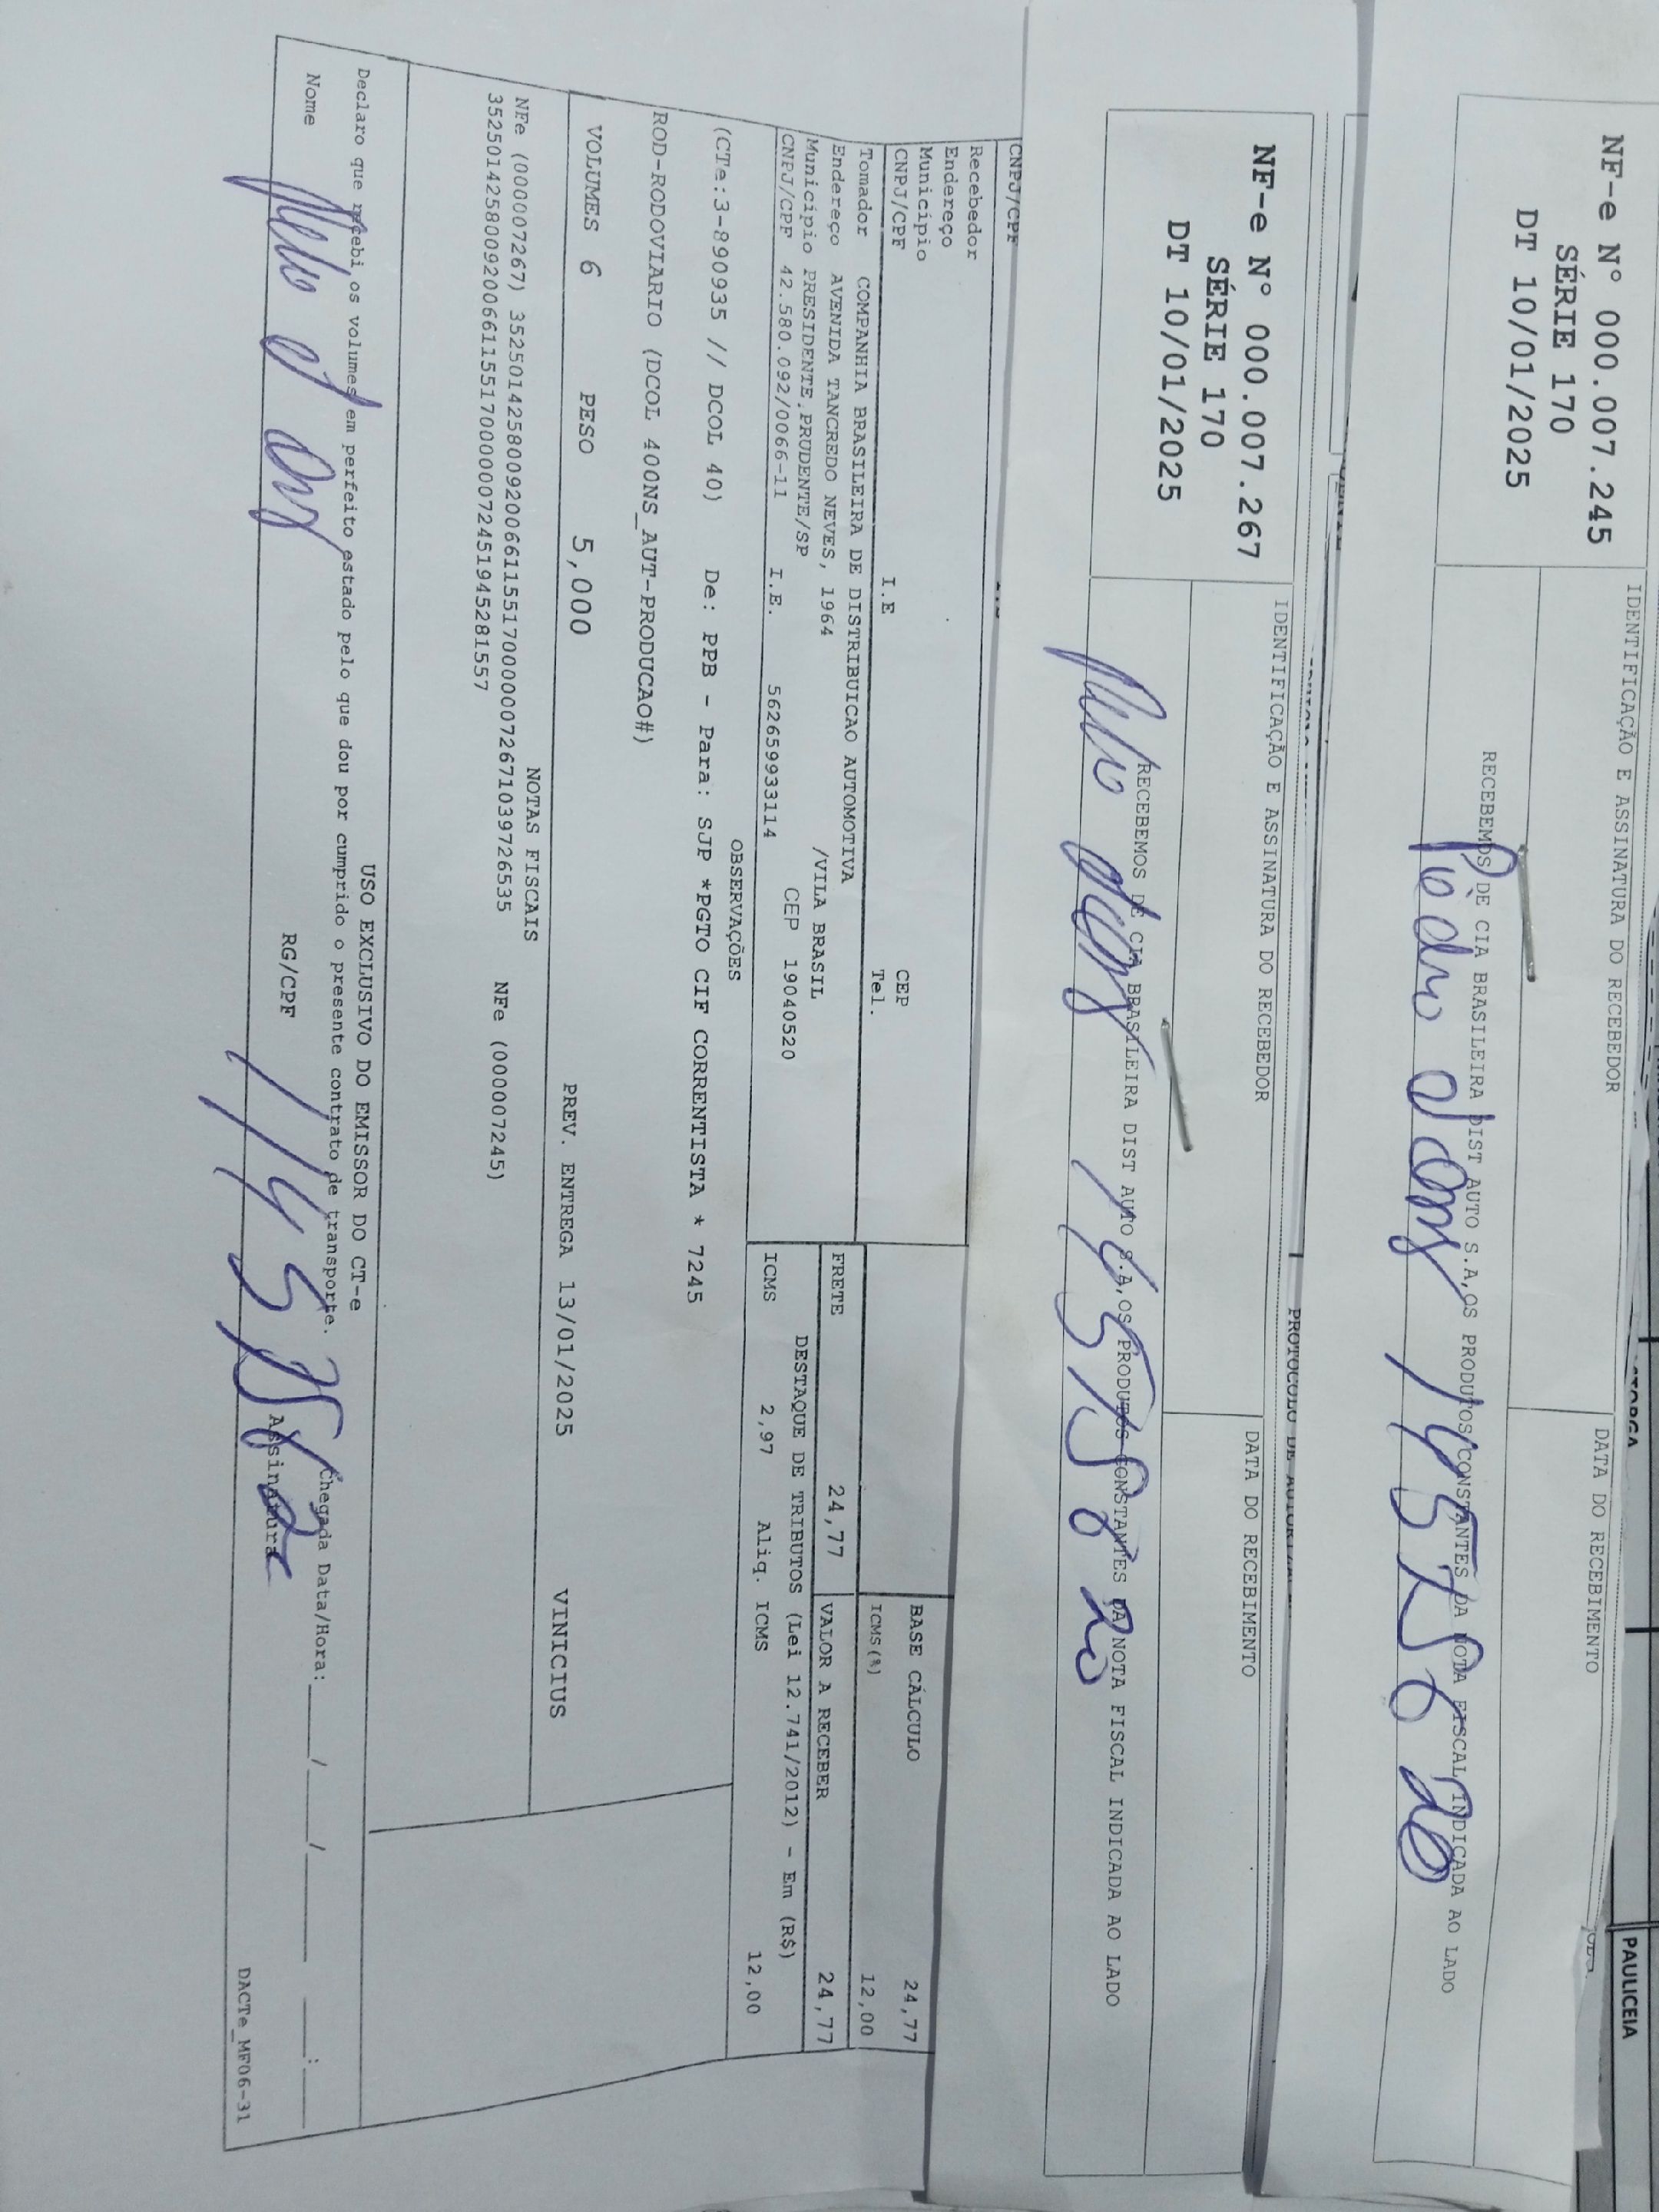 PAULICEIA
NF-e Nº 000.007.245
SÉRIE 170
DT 10/01/2025
IDENTIFICAÇÃO E ASSINATURA DO RECEBEDOR
DATA DO RECEBIMENTO
RECEBEMOS DE CIA BRASILEIRA DIST AUTO S.A, OS PRODUTOS CONSTANTES DA NOTA FISCAL INDICADA AO LADO
Pedro
NF-e Nº 000.007.267
SÉRIE 170
DT 10/01/2025
IDENTIFICAÇÃO E ASSINATURA DO RECEBEDOR
DATA DO RECEBIMENTO
RECEBEMOS DE CIA BRASILEIRA DIST AUTO S.A, OS PRODUTOS CONSTANTES DA NOTA FISCAL INDICADA AO LADO
CNPJ/CPF
Recebedor
Endereço
Município CEP
CNPJ/CPF I.E Tel.
BASE CÁLCULO 24,77
ICMS(%) 12,00
Tomador COMPANHIA BRASILEIRA DE DISTRIBUICAO AUTOMOTIVA
Endereço AVENIDA TANCREDO NEVES, 1964 /VILA BRASIL
Município PRESIDENTE PRUDENTE/SP CEP 19040520
CNPJ/CPF 42.580.092/0066-11 I.E. 562659933114
FRETE 24,77 VALOR A RECEBER 24,77
DESTAQUE DE TRIBUTOS (Lei 12.741/2012) - Em (R$)
ICMS 2,97 Aliq. ICMS 12,00
OBSERVAÇÕES
(CTe:3-890935 // DCOL 40) De: PPB - Para: SJP *PGTO CIF CORRENTISTA * 7245
ROD-RODOVIARIO (DCOL 400NS_AUT-PRODUCAO#)
VOLUMES 6 PESO 5,000 PREV. ENTREGA 13/01/2025 VINICIUS
NOTAS FISCAIS
NFe (000007267) 35250142580092006611551700000072671039726535 NFe (000007245)
35250142580092006611551700000072451945281557
USO EXCLUSIVO DO EMISSOR DO CT-e
Declaro que recebi, os volumes em perfeito estado pelo que dou por cumprido o presente contrato de transporte.
Chegada Data/Hora: ____/____/____ ___:___
Nome RG/CPF Assinatura
DACTe_MF06-31